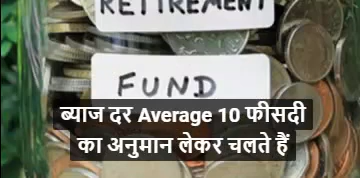 RETIREMENT
FUND
ब्याज दर Average 10 फीसदी
का अनुमान लेकर चलते हैं